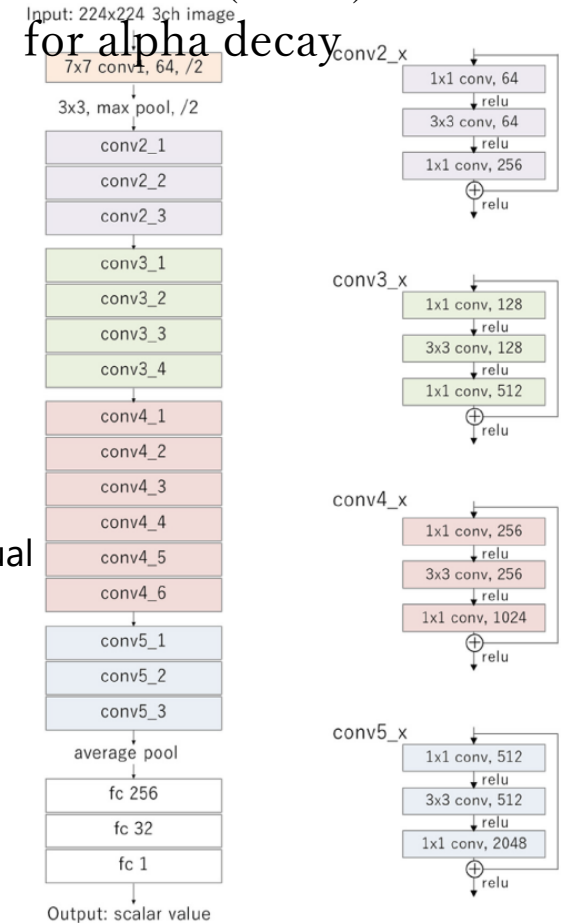 Input: 224x224 3ch image
for alpha decay
7x7 conv1, 64, /2
3x3, max pool, /2
conv2_1
conv2_2
conv2_3
conv3_1
conv3_2
conv3_3
conv3_4
conv4_1
conv4_2
conv4_3
conv4_4
conv4_5
conv4_6
conv5_1
conv5_2
conv5_3
average pool
fc 256
fc 32
fc 1
Output: scalar value
conv2_x
1x1 conv, 64
relu
3x3 conv, 64
relu
1x1 conv, 256
relu
conv3_x
1x1 conv, 128
relu
3x3 conv, 128
relu
1x1 conv, 512
relu
conv4_x
1x1 conv, 256
relu
3x3 conv, 256
relu
1x1 conv, 1024
relu
conv5_x
1x1 conv, 512
relu
3x3 conv, 512
relu
1x1 conv, 2048
relu